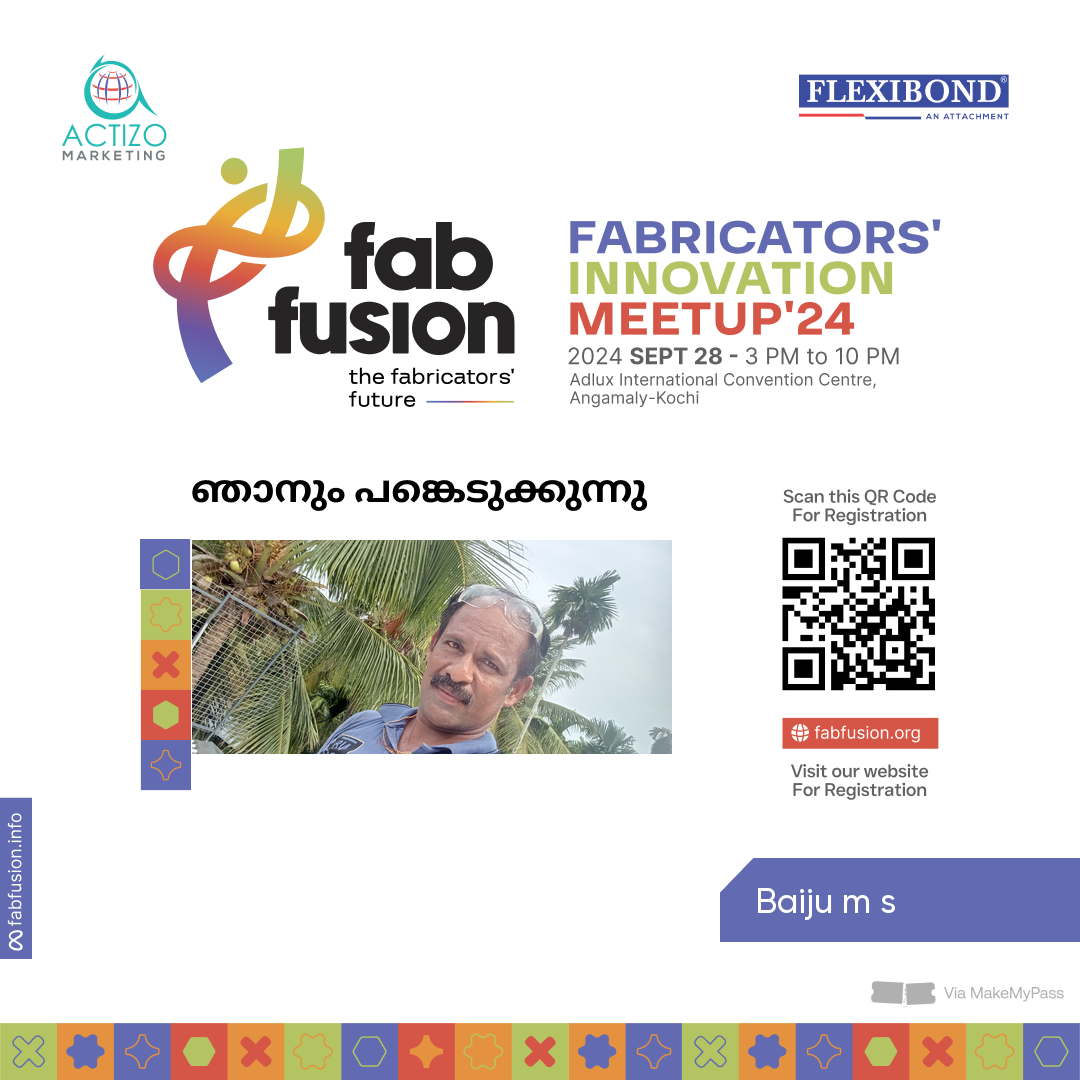 ACTIZO
MARKETING
FLEXIBOND®
AN ATTACHMENT
fab
fusion
the fabricators'
future
FABRICATORS'
INNOVATION
MEETUP'24
2024 SEPT 28 - 3 PM to 10 PM
Adlux International Convention Centre,
Angamaly-Kochi
ഞാനും പങ്കെടുക്കുന്നു
Scan this QR Code
For Registration
fabfusion.org
Visit our website
For Registration
fabfusion.info
Baiju m s
Via MakeMyPass